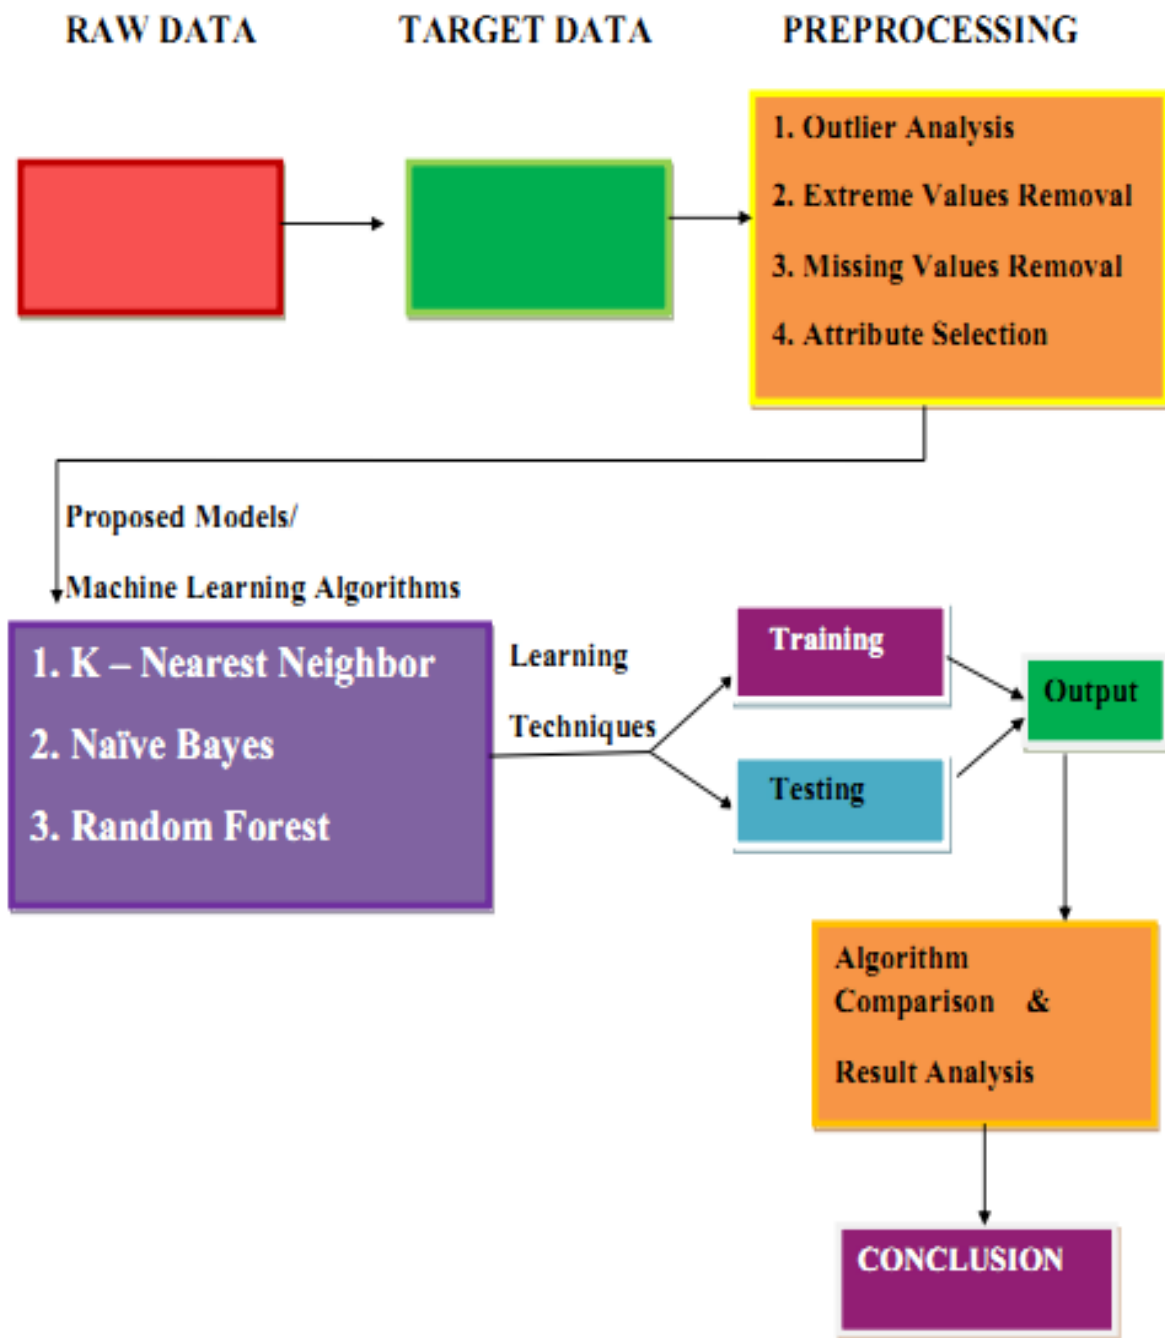 RAW DATA
TARGET DATA
PREPROCESSING
1. Outlier Analysis
2. Extreme Values Removal
3. Missing Values Removal
4. Attribute Selection
Proposed Models/
Machine Learning Algorithms
1. K – Nearest Neighbor
2. Naïve Bayes
3. Random Forest
Learning
Techniques
Training
Testing
Output
Algorithm
Comparison &
Result Analysis
CONCLUSION